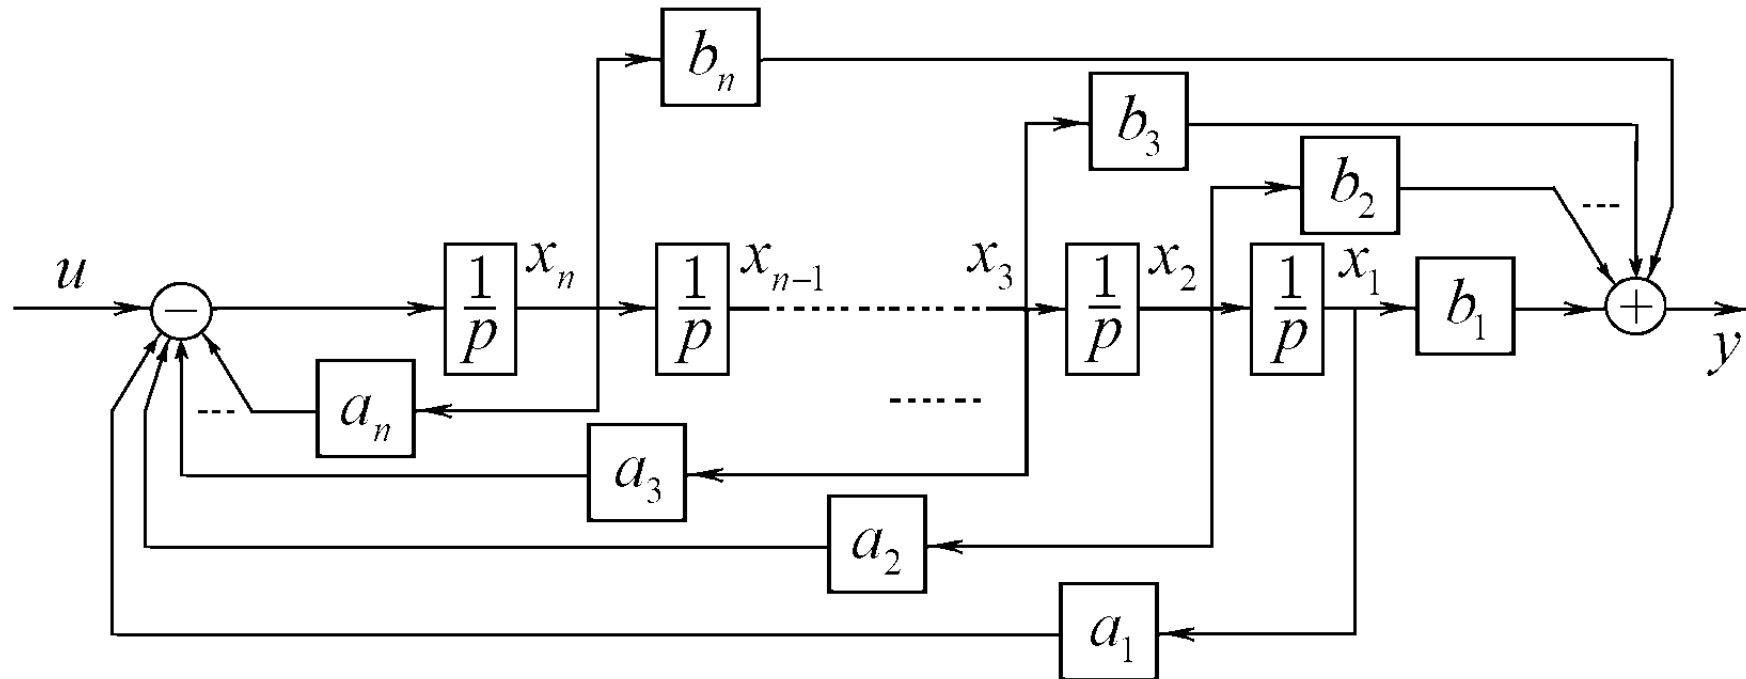 b_n
b_3
b_2
u
−
1/p
x_n
1/p
x_{n−1}
x_3
1/p
x_2
1/p
x_1
b_1
+
y
a_n
a_3
a_2
a_1